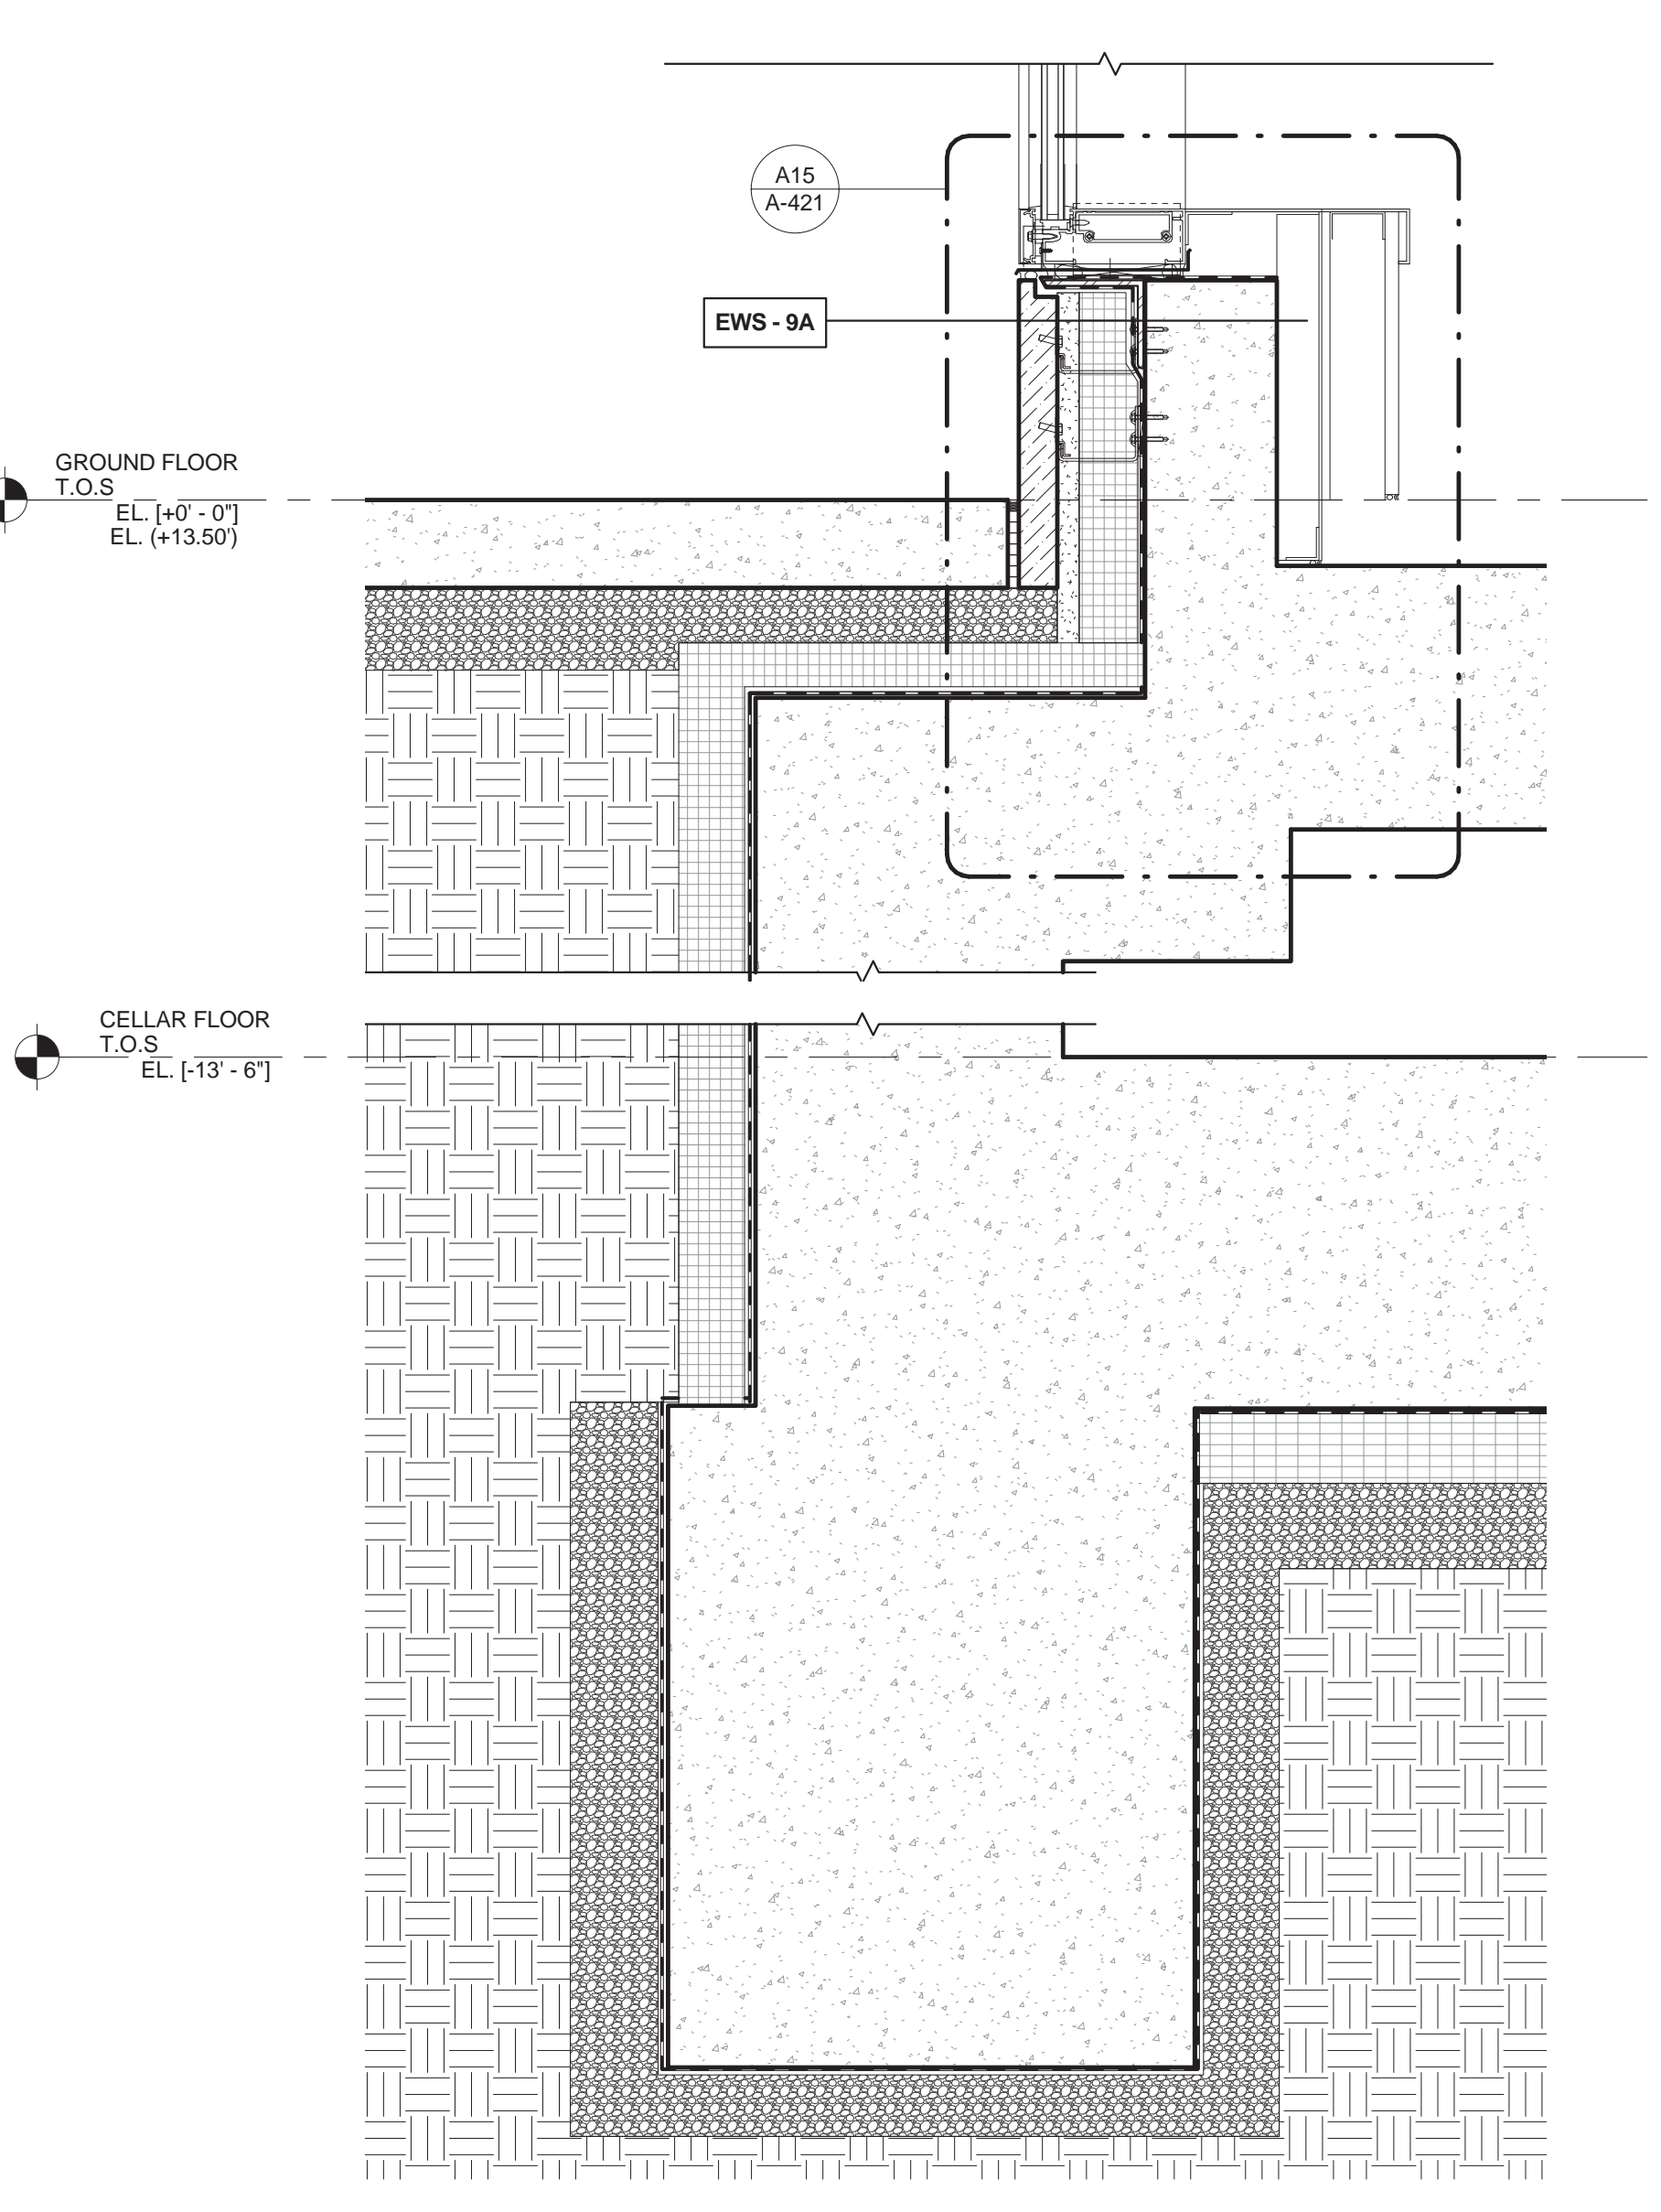 A15
A-421
EWS - 9A
GROUND FLOOR
T.O.S
EL. [+0' - 0"]
EL. (+13.50')
CELLAR FLOOR
T.O.S
EL. [-13' - 6"]